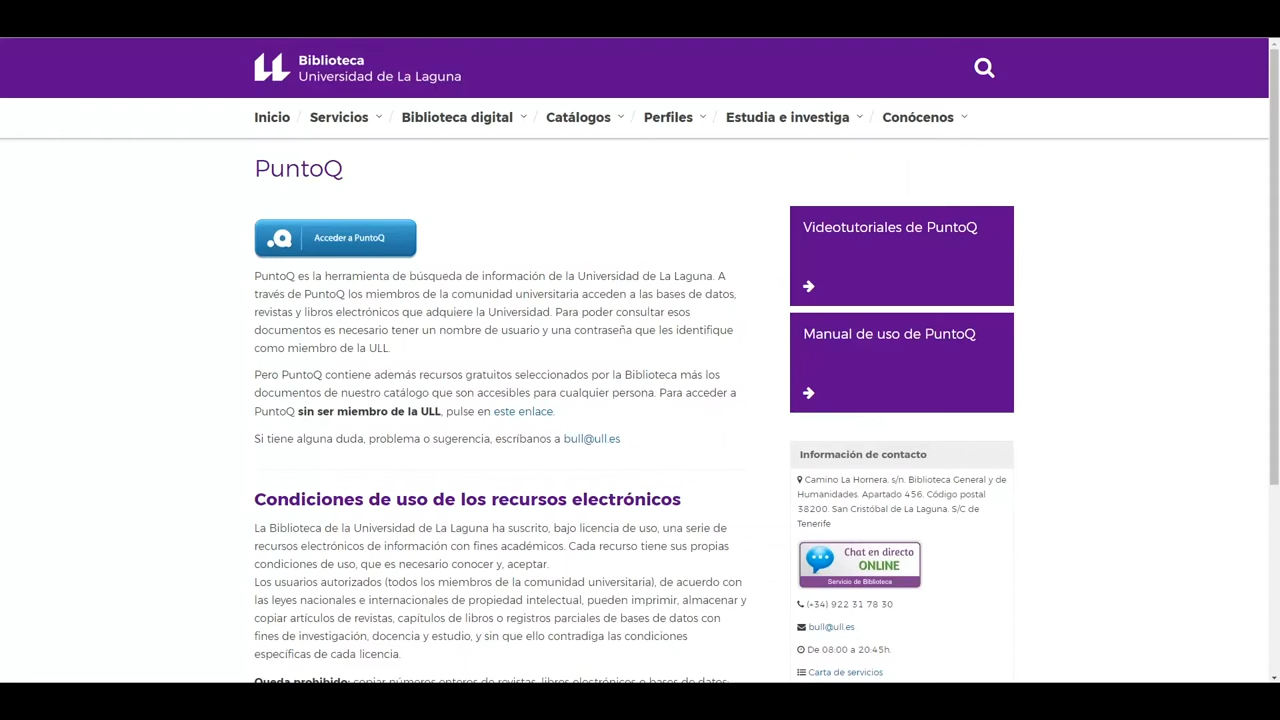 Biblioteca
Universidad de La Laguna
Inicio / Servicios / Biblioteca digital / Catálogos / Perfiles / Estudia e investiga / Conócenos
PuntoQ
.Q Acceder a PuntoQ
PuntoQ es la herramienta de búsqueda de información de la Universidad de La Laguna. A
través de PuntoQ los miembros de la comunidad universitaria acceden a las bases de datos,
revistas y libros electrónicos que adquiere la Universidad. Para poder consultar esos
documentos es necesario tener un nombre de usuario y una contraseña que les identifique
como miembro de la ULL.
Pero PuntoQ contiene además recursos gratuitos seleccionados por la Biblioteca más los
documentos de nuestro catálogo que son accesibles para cualquier persona. Para acceder a
PuntoQ sin ser miembro de la ULL, pulse en este enlace.
Si tiene alguna duda, problema o sugerencia, escríbanos a bull@ull.es
Condiciones de uso de los recursos electrónicos
La Biblioteca de la Universidad de La Laguna ha suscrito, bajo licencia de uso, una serie de
recursos electrónicos de información con fines académicos. Cada recurso tiene sus propias
condiciones de uso, que es necesario conocer y, aceptar.
Los usuarios autorizados (todos los miembros de la comunidad universitaria), de acuerdo con
las leyes nacionales e internacionales de propiedad intelectual, pueden imprimir, almacenar y
copiar artículos de revistas, capítulos de libros o registros parciales de bases de datos con
fines de investigación, docencia y estudio, y sin que ello contradiga las condiciones
específicas de cada licencia.
Queda prohibido: copiar números enteros de revistas, libros electrónicos o bases de datos;
Videotutoriales de PuntoQ
Manual de uso de PuntoQ
Información de contacto
Camino La Hornera. s/n. Biblioteca General y de
Humanidades. Apartado 456. Código postal
38200. San Cristóbal de La Laguna. S/C de
Tenerife
Chat en directo
ONLINE
Servicio de Biblioteca
(+34) 922 31 78 30
bull@ull.es
De 08:00 a 20:45h.
Carta de servicios